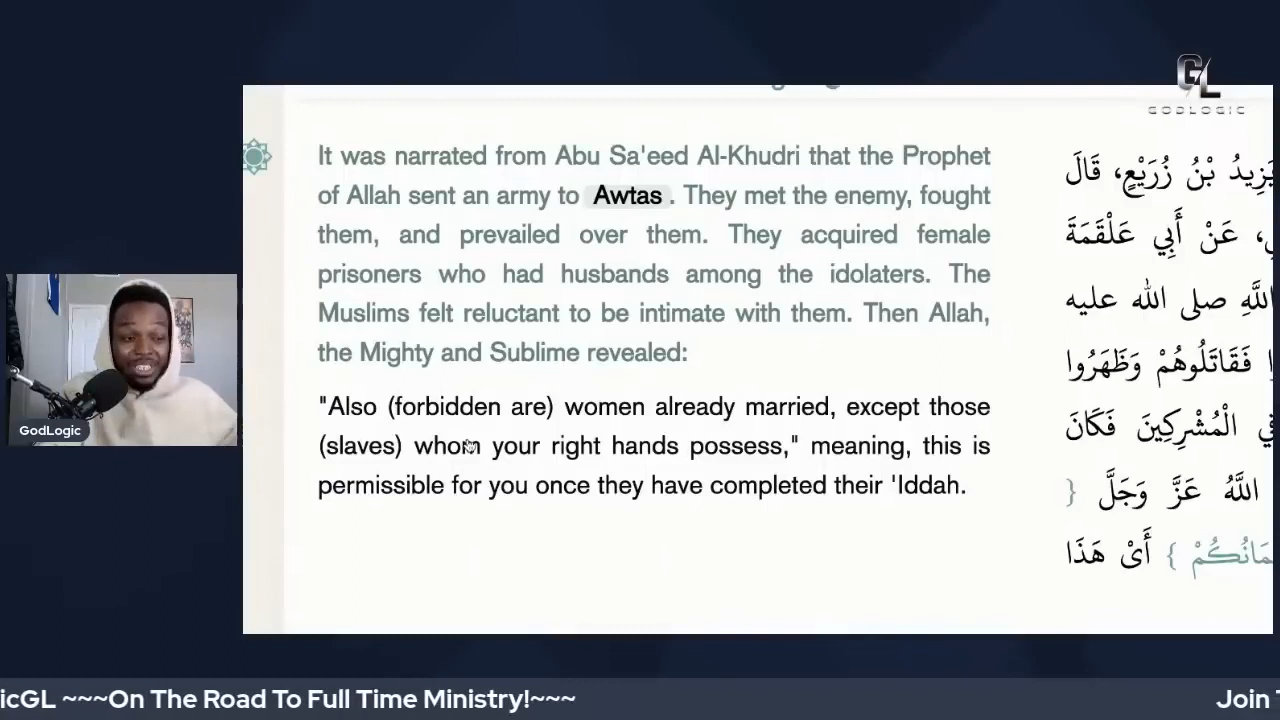 GL
GODLOGIC
It was narrated from Abu Sa'eed Al-Khudri that the Prophet
of Allah sent an army to Awtas . They met the enemy, fought
them, and prevailed over them. They acquired female
prisoners who had husbands among the idolaters. The
Muslims felt reluctant to be intimate with them. Then Allah,
the Mighty and Sublime revealed:
"Also (forbidden are) women already married, except those
(slaves) whom your right hands possess," meaning, this is
permissible for you once they have completed their 'Iddah.
يَزِيدُ بْنُ زُرَيْعٍ، قَالَ
، عَنْ أَبِي عَلْقَمَةَ
اللَّهِ صلى الله عليه
فَقَاتَلُوهُمْ وَظَهَرُوا
الْمُشْرِكِينَ فَكَانَ
اللَّهُ عَزَّ وَجَلَّ {
} أَىْ هَذَا
GodLogic
icGL ~~~On The Road To Full Time Ministry!~~~
Join